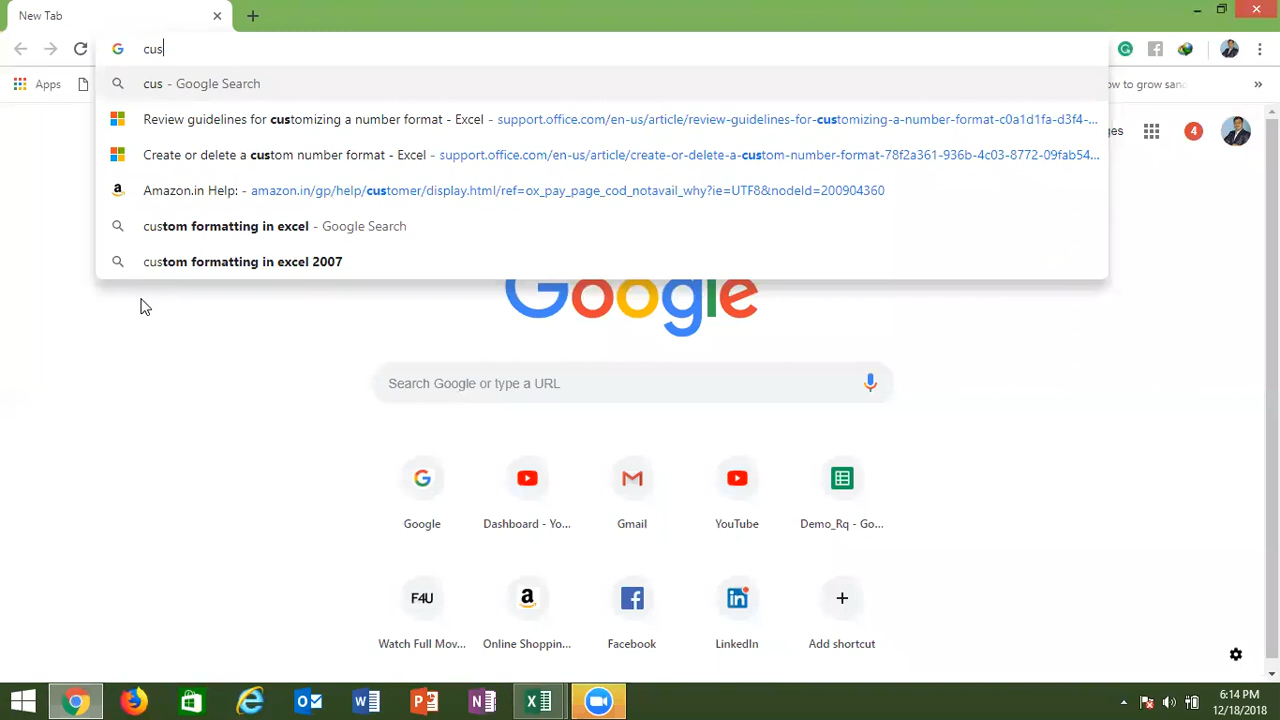 New Tab
cus
cus - Google Search
Review guidelines for customizing a number format - Excel - support.office.com/en-us/article/review-guidelines-for-customizing-a-number-format-c0a1d1fa-d3f4-...
Create or delete a custom number format - Excel - support.office.com/en-us/article/create-or-delete-a-custom-number-format-78f2a361-936b-4c03-8772-09fab54...
Amazon.in Help: - amazon.in/gp/help/customer/display.html/ref=ox_pay_page_cod_notavail_why?ie=UTF8&nodeId=200904360
custom formatting in excel - Google Search
custom formatting in excel 2007
Apps
ow to grow sand
4
Google
Search Google or type a URL
Google
Dashboard - Yo...
Gmail
YouTube
Demo_Rq - Go...
F4U
Watch Full Mov...
Online Shoppin...
Facebook
LinkedIn
Add shortcut
6:14 PM
12/18/2018